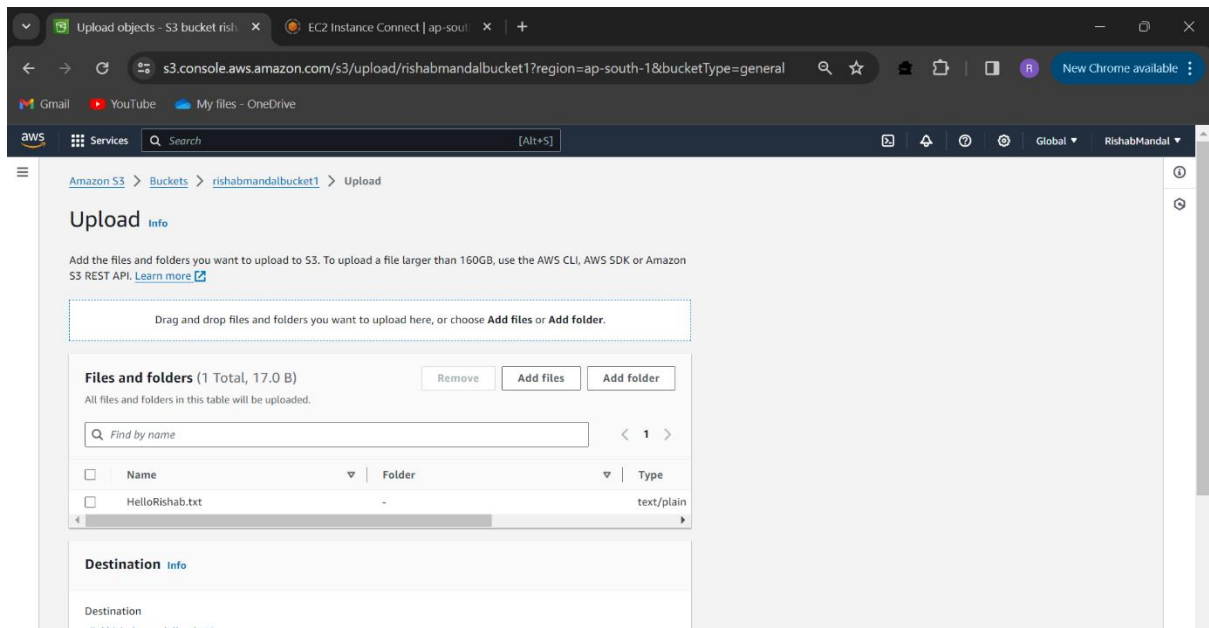 Upload objects - S3 bucket rish
EC2 Instance Connect | ap-sout
s3.console.aws.amazon.com/s3/upload/rishabmandalbucket1?region=ap-south-1&bucketType=general
R
New Chrome available
Gmail YouTube My files - OneDrive
aws Services Search [Alt+S] Global RishabMandal
Amazon S3 > Buckets > rishabmandalbucket1 > Upload
Upload Info
Add the files and folders you want to upload to S3. To upload a file larger than 160GB, use the AWS CLI, AWS SDK or Amazon
S3 REST API. Learn more
Drag and drop files and folders you want to upload here, or choose Add files or Add folder.
Files and folders (1 Total, 17.0 B) Remove Add files Add folder
All files and folders in this table will be uploaded.
Find by name < 1 >
Name Folder Type
HelloRishab.txt - text/plain
Destination Info
Destination